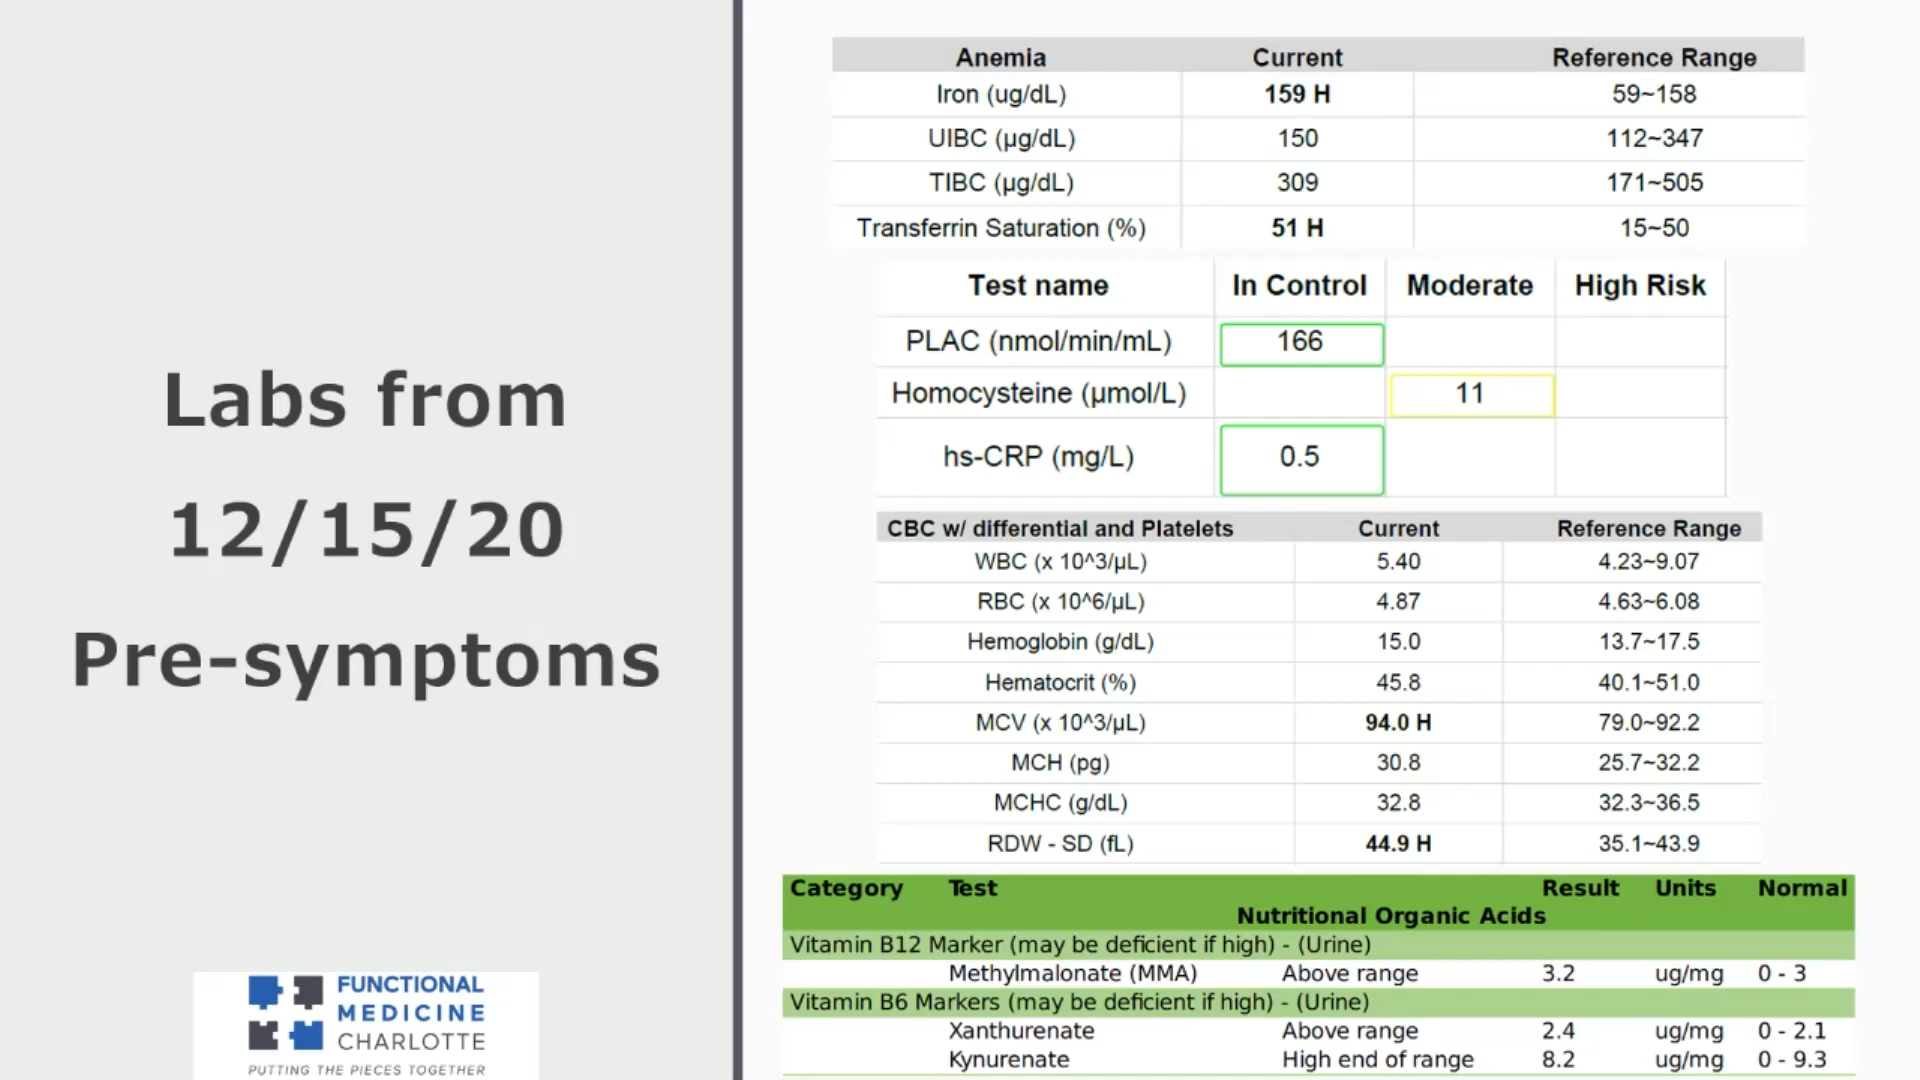 Labs from
12/15/20
Pre-symptoms
FUNCTIONAL
MEDICINE
CHARLOTTE
PUTTING THE PIECES TOGETHER
Anemia Current Reference Range
Iron (ug/dL) 159 H 59~158
UIBC (µg/dL) 150 112~347
TIBC (µg/dL) 309 171~505
Transferrin Saturation (%) 51 H 15~50
Test name In Control Moderate High Risk
PLAC (nmol/min/mL) 166
Homocysteine (µmol/L) 11
hs-CRP (mg/L) 0.5
CBC w/ differential and Platelets Current Reference Range
WBC (x 10^3/µL) 5.40 4.23~9.07
RBC (x 10^6/µL) 4.87 4.63~6.08
Hemoglobin (g/dL) 15.0 13.7~17.5
Hematocrit (%) 45.8 40.1~51.0
MCV (x 10^3/µL) 94.0 H 79.0~92.2
MCH (pg) 30.8 25.7~32.2
MCHC (g/dL) 32.8 32.3~36.5
RDW - SD (fL) 44.9 H 35.1~43.9
Category Test Result Units Normal
Nutritional Organic Acids
Vitamin B12 Marker (may be deficient if high) - (Urine)
Methylmalonate (MMA) Above range 3.2 ug/mg 0 - 3
Vitamin B6 Markers (may be deficient if high) - (Urine)
Xanthurenate Above range 2.4 ug/mg 0 - 2.1
Kynurenate High end of range 8.2 ug/mg 0 - 9.3